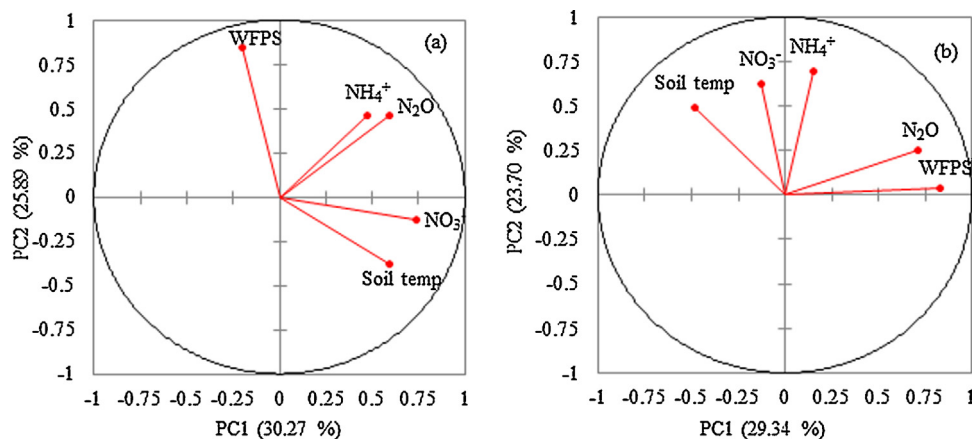 (a)
WFPS
NH₄⁺
N₂O
NO₃
Soil temp
1
0.75
0.5
0.25
0
-0.25
-0.5
-0.75
-1
-1 -0.75 -0.5 -0.25 0 0.25 0.5 0.75 1
PC2 (25.89 %)
PC1 (30.27 %)
(b)
NO₃⁻
NH₄⁺
Soil temp
N₂O
WFPS
1
0.75
0.5
0.25
0
-0.25
-0.5
-0.75
-1
-1 -0.75 -0.5 -0.25 0 0.25 0.5 0.75 1
PC2 (23.70 %)
PC1 (29.34 %)